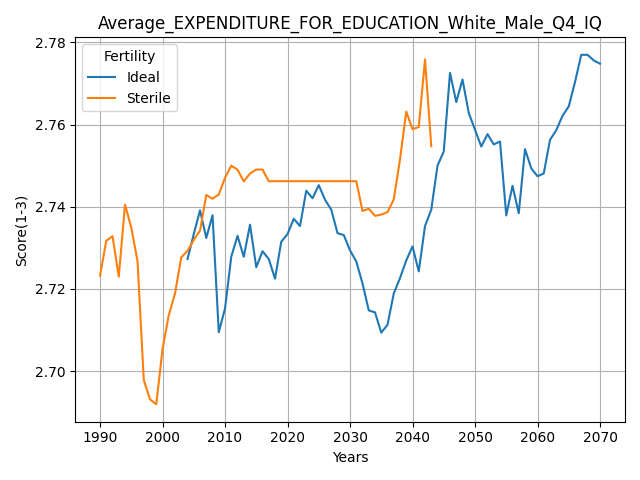 Average_EXPENDITURE_FOR_EDUCATION_White_Male_Q4_IQ
Fertility
Ideal
Sterile
Score(1-3)
2.78
2.76
2.74
2.72
2.70
1990 2000 2010 2020 2030 2040 2050 2060 2070
Years